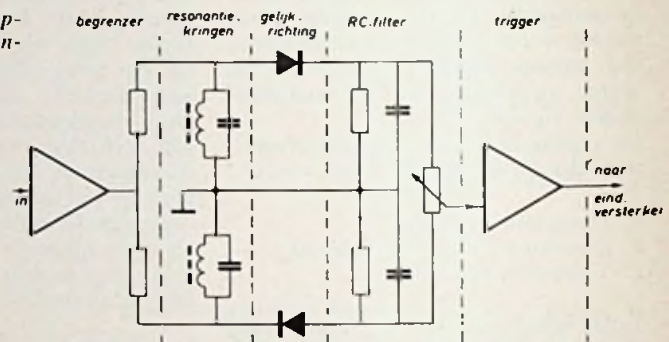 p-
n-
begrenzer
resonantie-
kringen
gelijk-
richting
RC-filter
trigger
in
naar
eind-
versterker